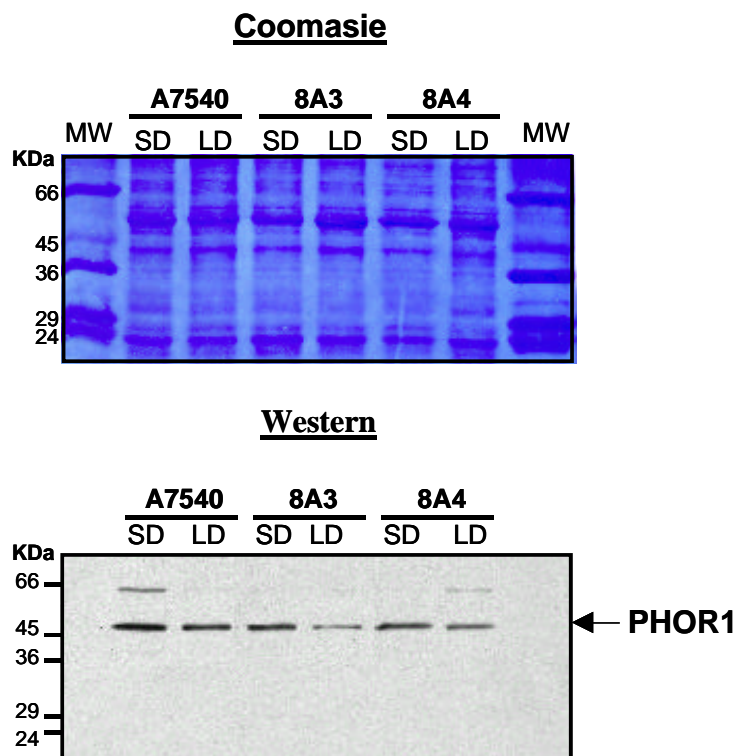 Coomasie
A7540 8A3 8A4
MW SD LD SD LD SD LD MW
KDa
66
45
36
29
24
Western
A7540 8A3 8A4
SD LD SD LD SD LD
KDa
66
45
36
29
24
PHOR1